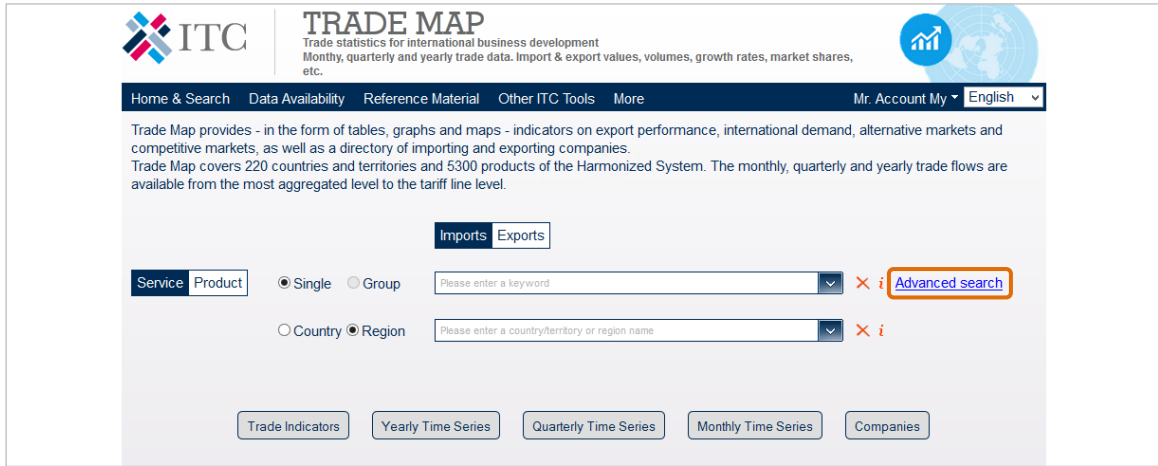 ITC
TRADE MAP
Trade statistics for international business development
Monthy, quarterly and yearly trade data. Import & export values, volumes, growth rates, market shares,
etc.
Home & Search Data Availability Reference Material Other ITC Tools More Mr. Account My English
Trade Map provides - in the form of tables, graphs and maps - indicators on export performance, international demand, alternative markets and
competitive markets, as well as a directory of importing and exporting companies.
Trade Map covers 220 countries and territories and 5300 products of the Harmonized System. The monthly, quarterly and yearly trade flows are
available from the most aggregated level to the tariff line level.
Imports Exports
Service Product Single Group Please enter a keyword i Advanced search
Country Region Please enter a country/territory or region name i
Trade Indicators Yearly Time Series Quarterly Time Series Monthly Time Series Companies